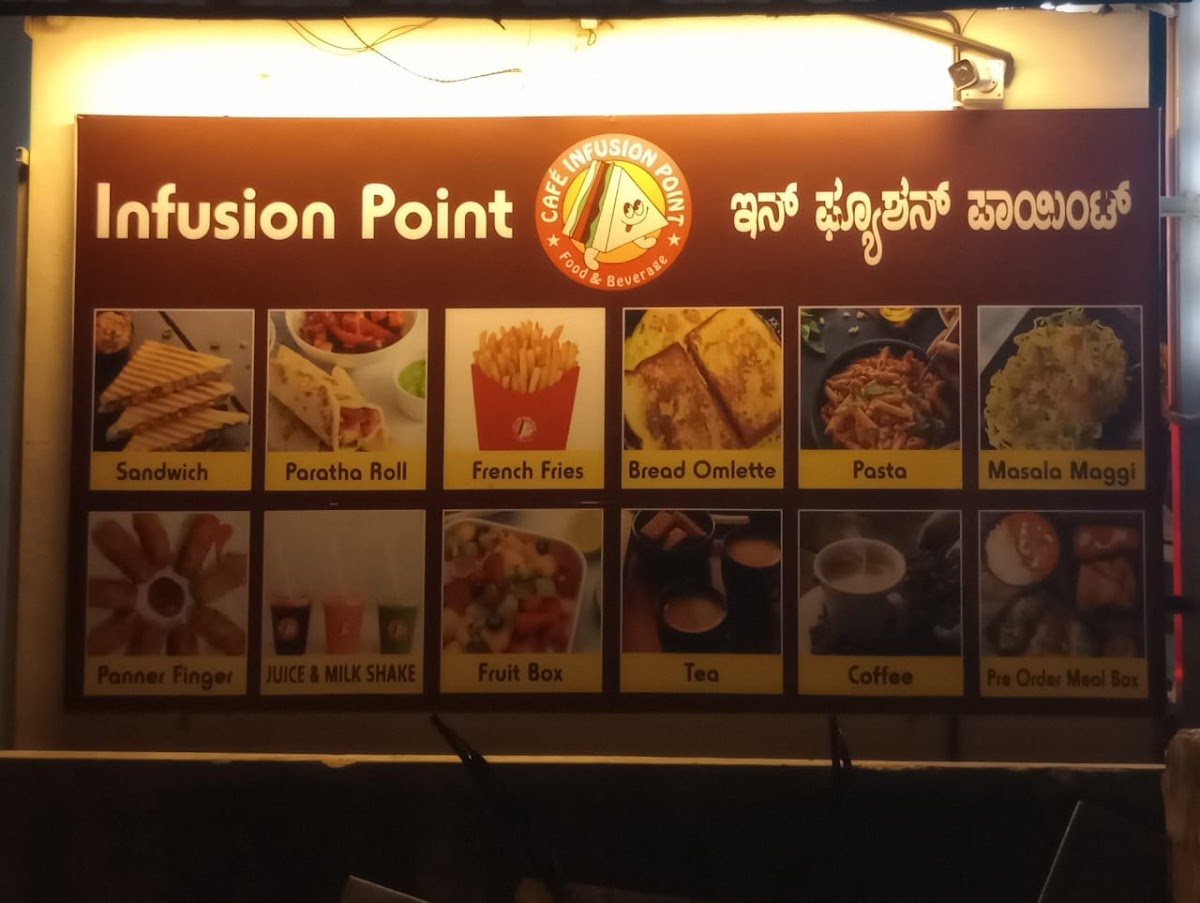 Infusion Point
CAFÉ INFUSION POINT
Food & Beverage
ಇನ್ ಫ್ಯೂಶನ್ ಪಾಯಿಂಟ್
Sandwich
Paratha Roll
French Fries
Bread Omlette
Pasta
Masala Maggi
Panner Finger
JUICE & MILK SHAKE
Fruit Box
Tea
Coffee
Pre Order Meal Box